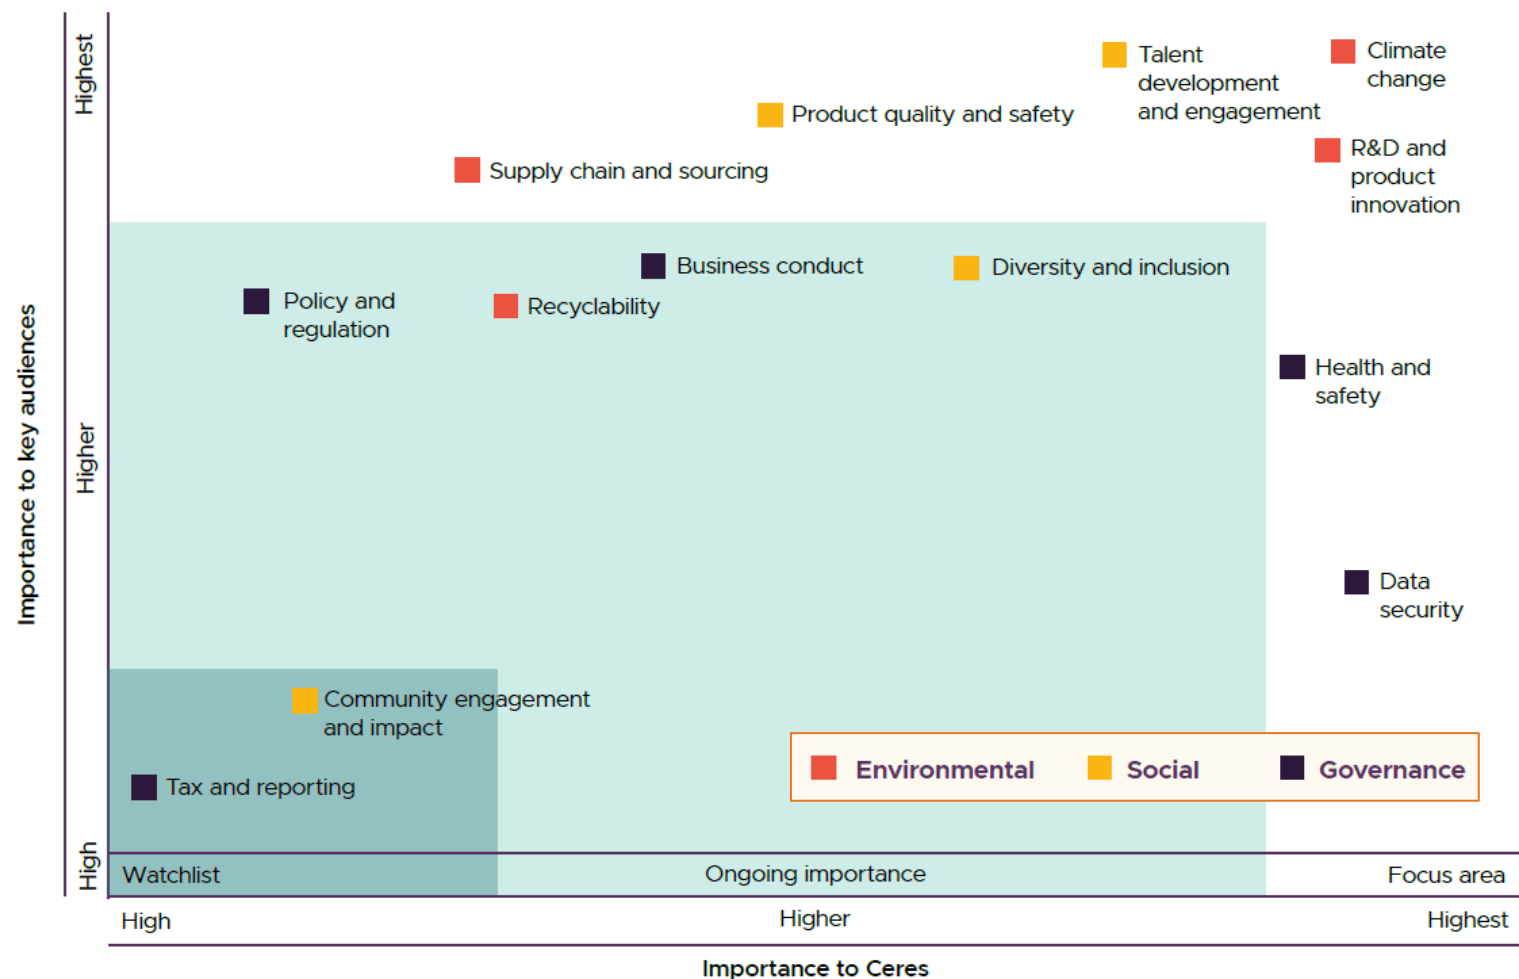 Highest
Talent
development
and engagement
Climate
change
Product quality and safety
R&D and
product
innovation
Supply chain and sourcing
Business conduct
Diversity and inclusion
Policy and
regulation
Recyclability
Importance to key audiences
Higher
Health and
safety
Data
security
Community engagement
and impact
Tax and reporting
Environmental
Social
Governance
High
Watchlist
Ongoing importance
Focus area
High
Higher
Highest
Importance to Ceres